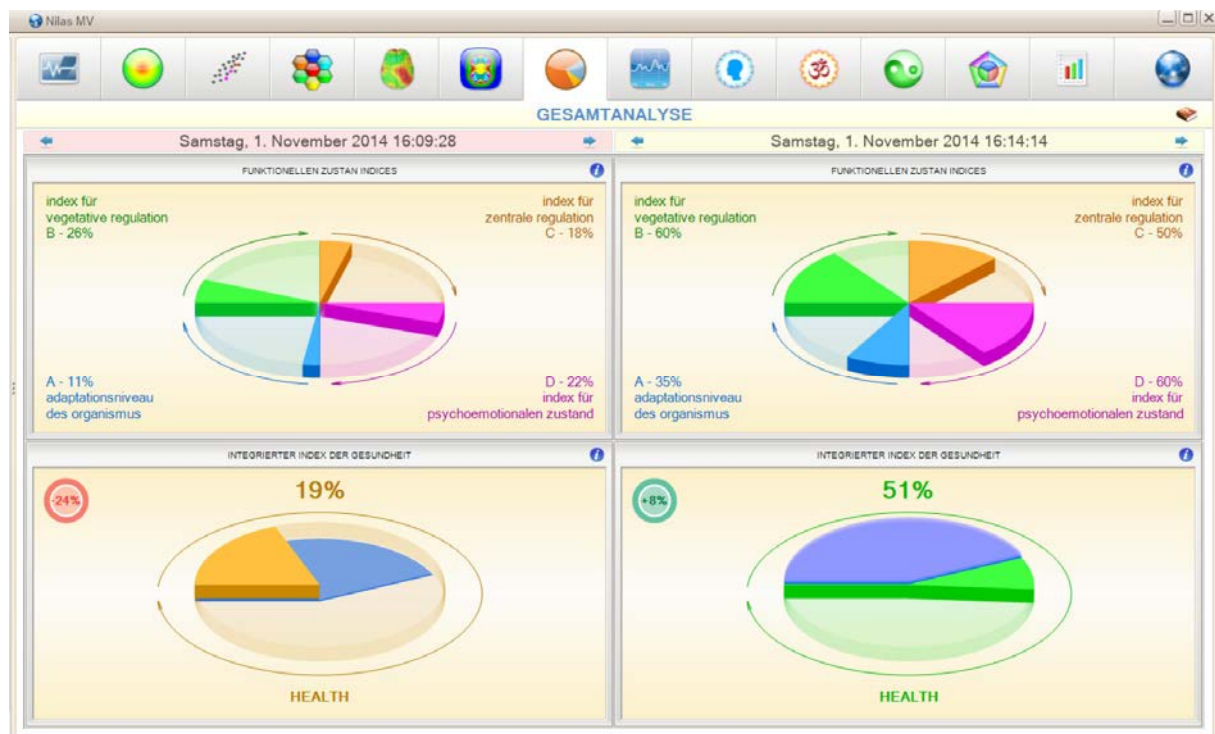 Nilas MV
ॐ
GESAMTANALYSE
Samstag, 1. November 2014 16:09:28
FUNKTIONELLEN ZUSTAN INDICES
index für
vegetative regulation
B - 26%
index für
zentrale regulation
C - 18%
A - 11%
adaptationsniveau
des organismus
D - 22%
index für
psychoemotionalen zustand
INTEGRIERTER INDEX DER GESUNDHEIT
-24%
19%
HEALTH
Samstag, 1. November 2014 16:14:14
FUNKTIONELLEN ZUSTAN INDICES
index für
vegetative regulation
B - 60%
index für
zentrale regulation
C - 50%
A - 35%
adaptationsniveau
des organismus
D - 60%
index für
psychoemotionalen zustand
INTEGRIERTER INDEX DER GESUNDHEIT
+8%
51%
HEALTH